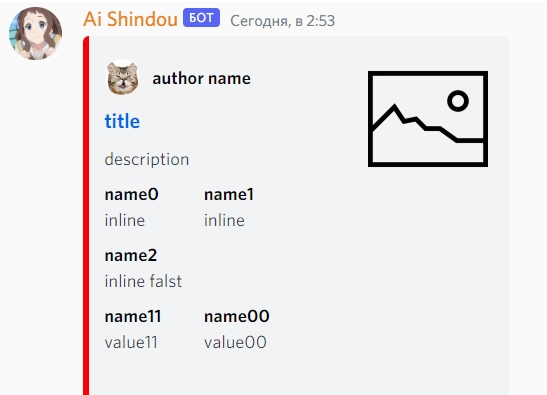 Ai Shindou БОТ Сегодня, в 2:53
author name
title
description
name0 name1
inline inline
name2
inline falst
name11 name00
value11 value00